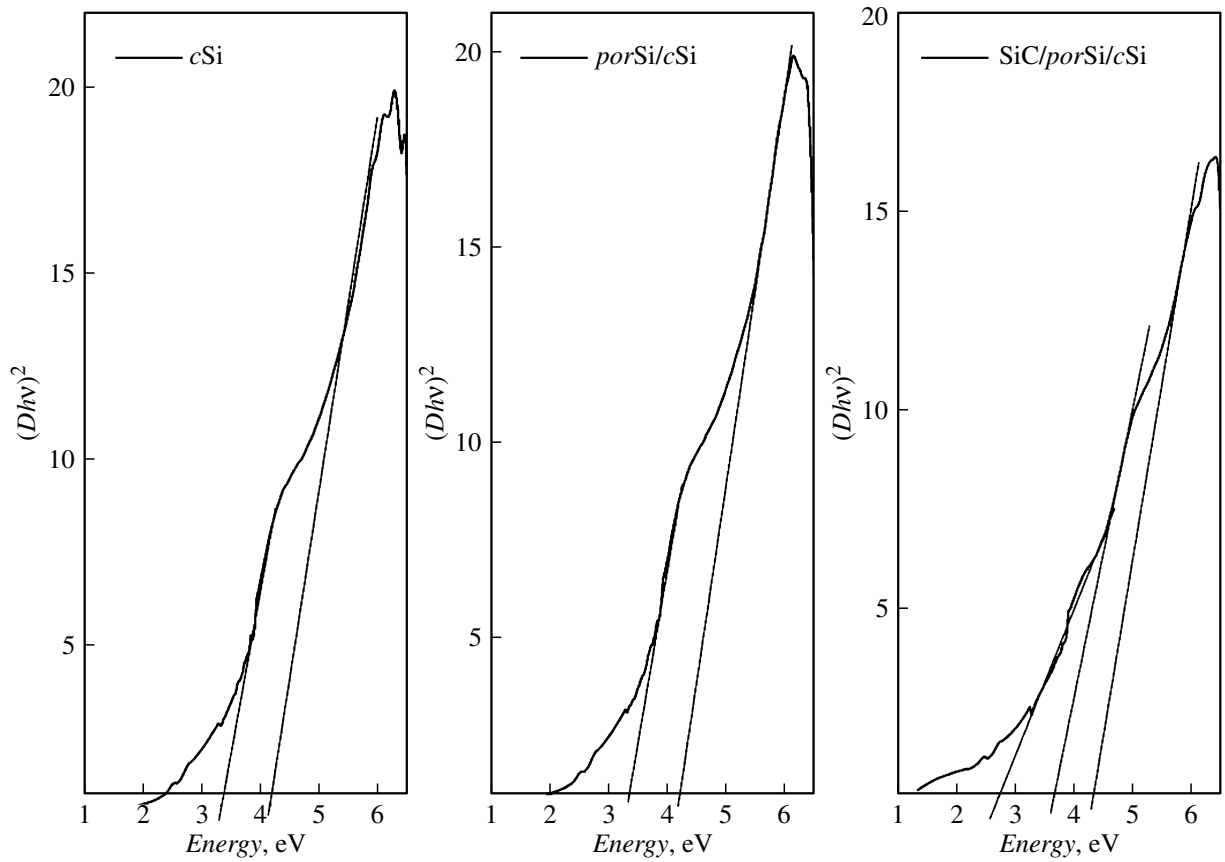 cSi
20
15
10
5
(Dhν)²
1 2 3 4 5 6
Energy, eV
porSi/cSi
20
15
10
5
(Dhν)²
1 2 3 4 5 6
Energy, eV
SiC/porSi/cSi
20
15
10
5
(Dhν)²
1 2 3 4 5 6
Energy, eV